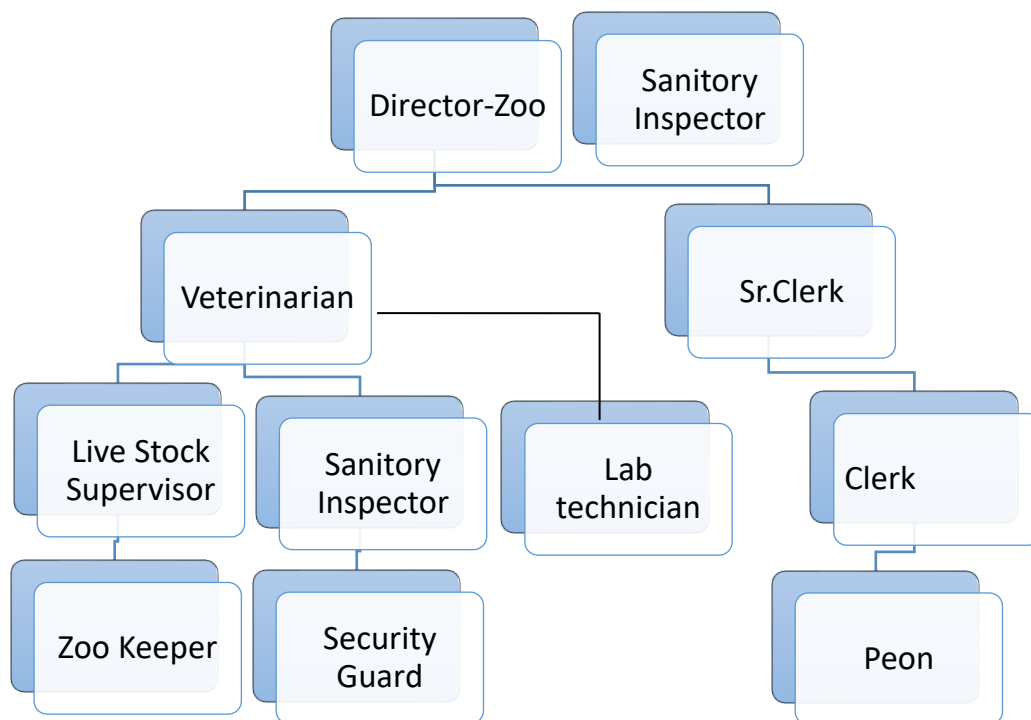 Director-Zoo
Sanitory
Inspector
Veterinarian
Sr.Clerk
Live Stock
Supervisor
Sanitory
Inspector
Lab
technician
Clerk
Zoo Keeper
Security
Guard
Peon